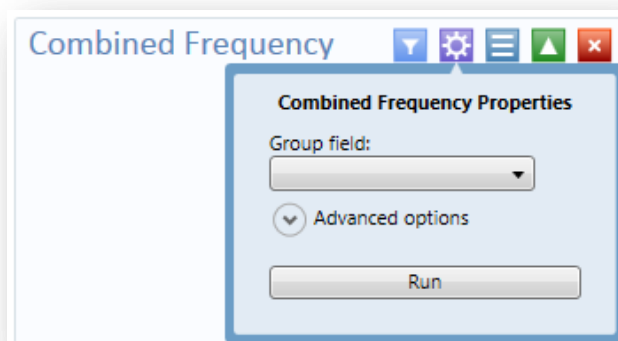 Combined Frequency
Combined Frequency Properties
Group field:
Advanced options
Run